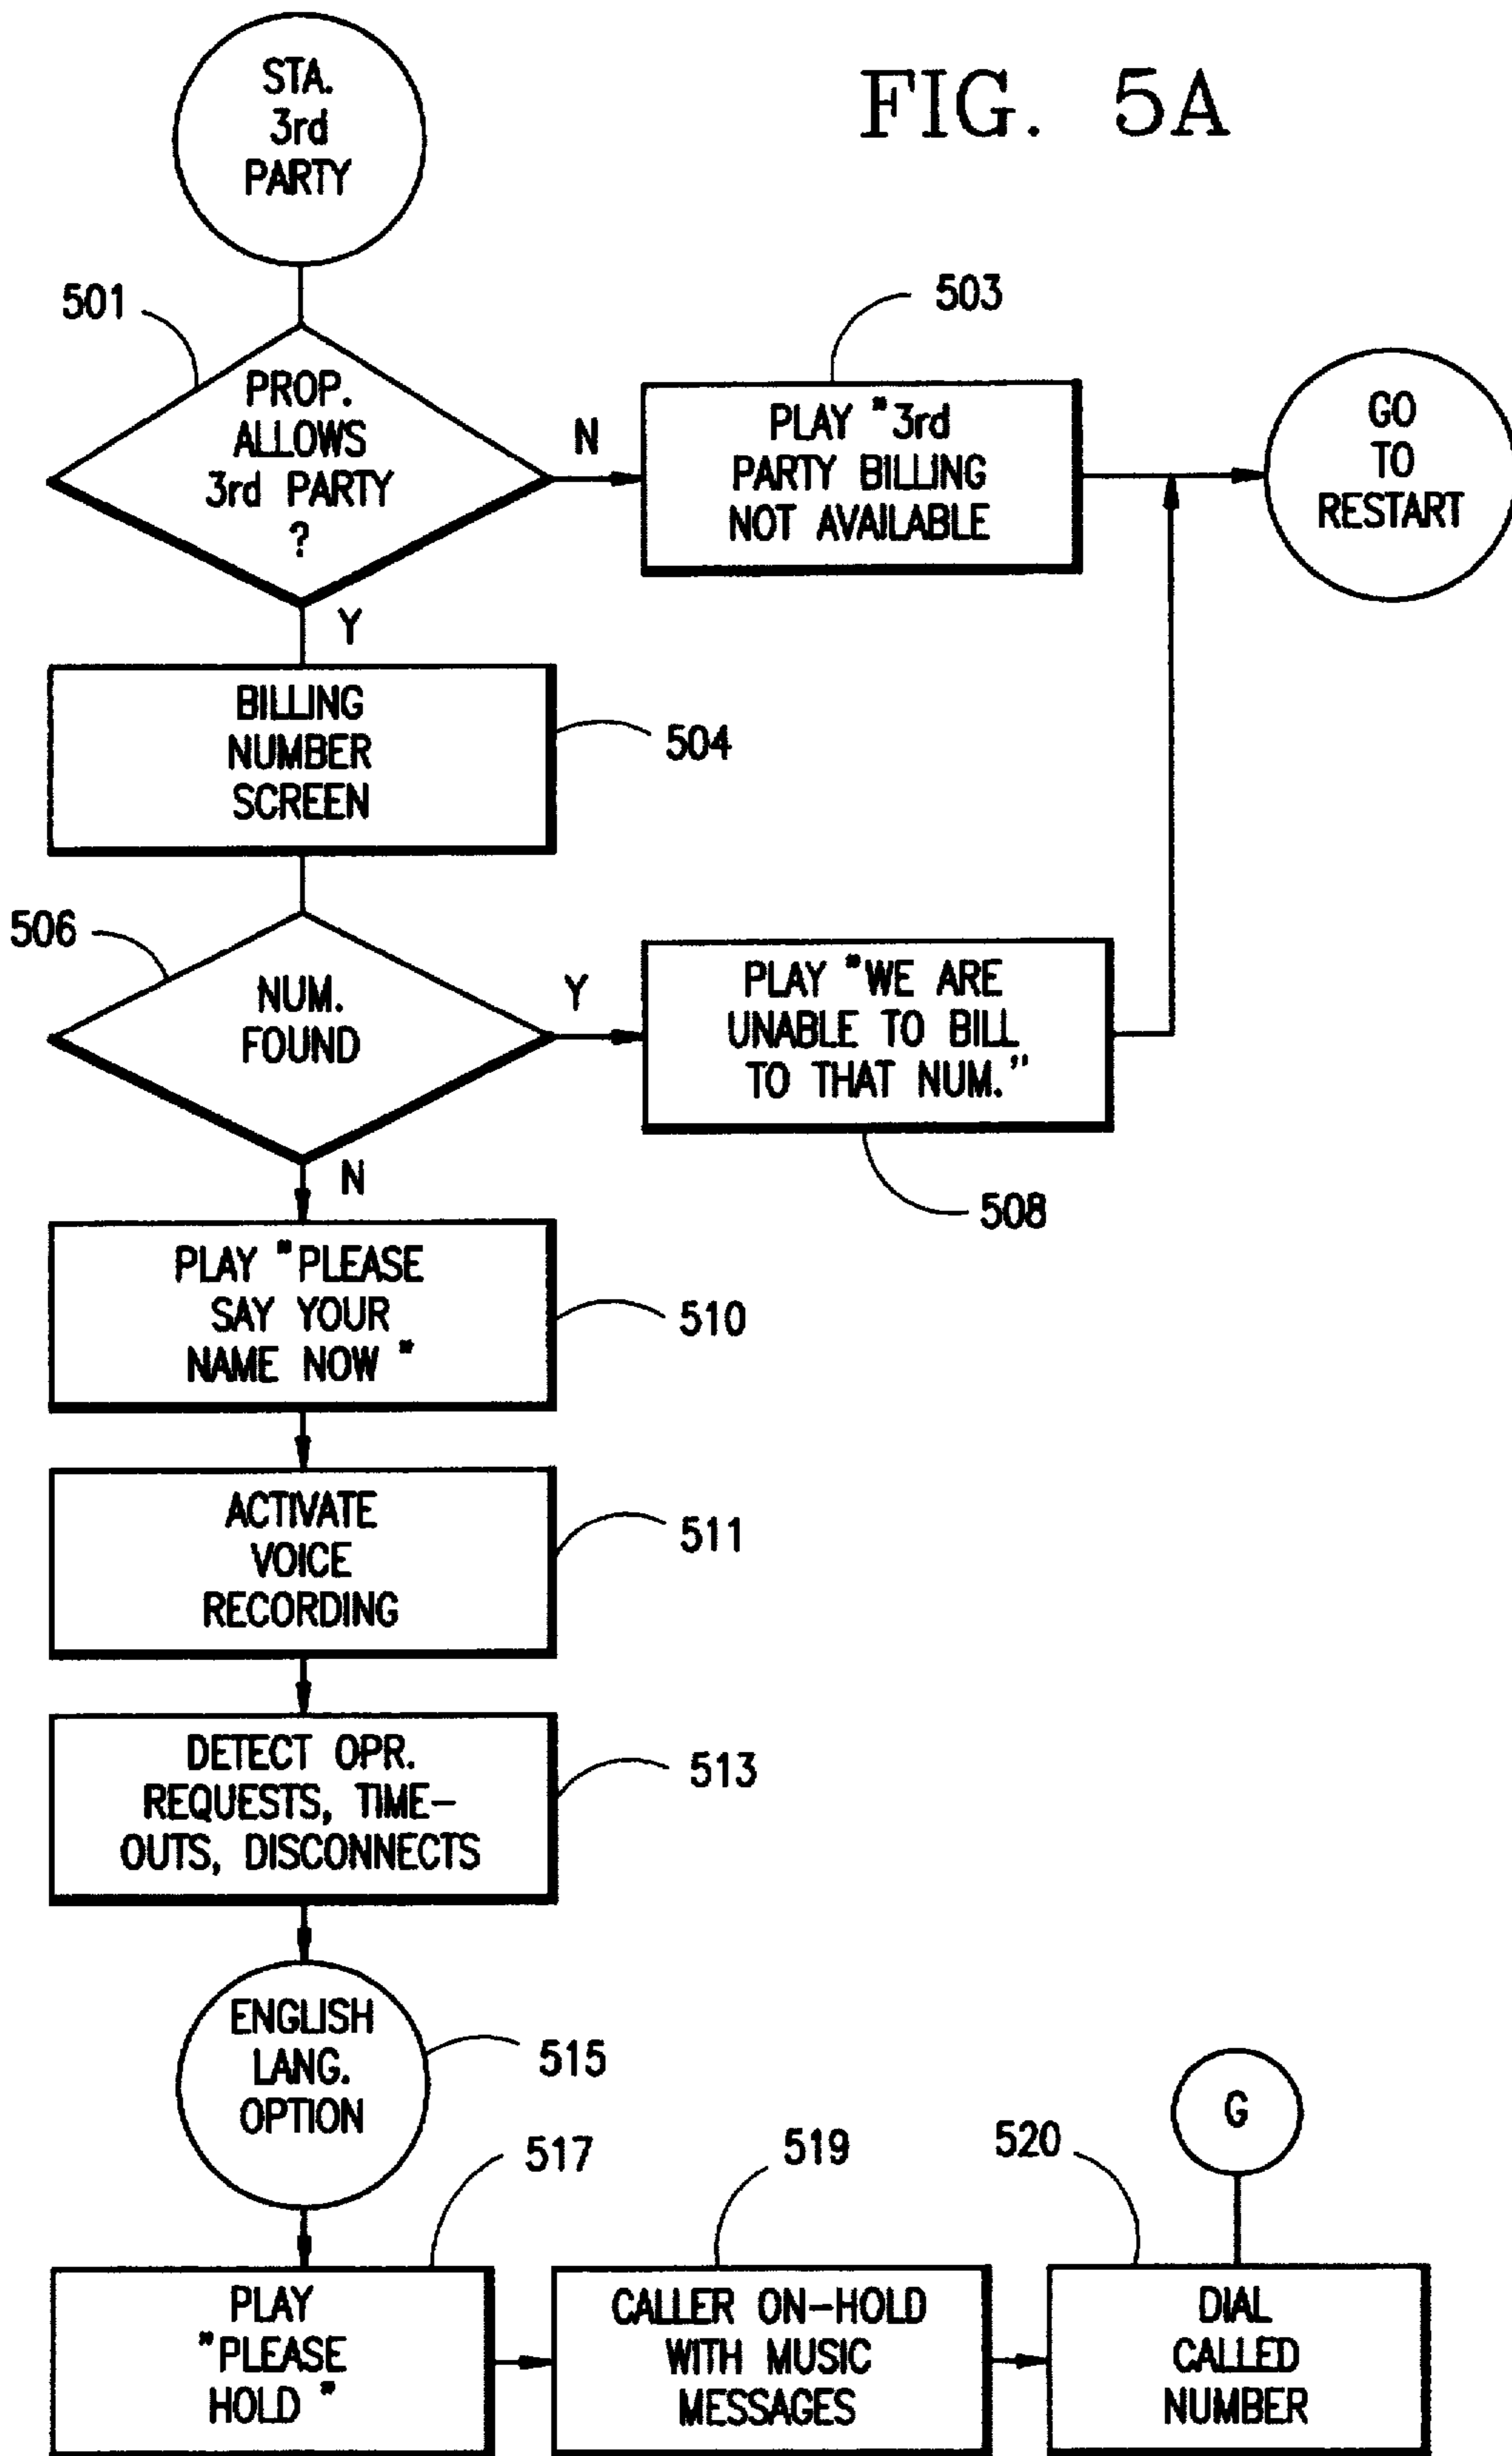 FIG. 5A
STA.
3rd
PARTY
501
PROP.
ALLOWS
3rd PARTY
?
N
503
PLAY "3rd
PARTY BILLING
NOT AVAILABLE
GO
TO
RESTART
Y
BILLING
NUMBER
SCREEN
504
506
NUM.
FOUND
Y
PLAY "WE ARE
UNABLE TO BILL
TO THAT NUM."
508
N
PLAY "PLEASE
SAY YOUR
NAME NOW "
510
ACTIVATE
VOICE
RECORDING
511
DETECT OPR.
REQUESTS, TIME-
OUTS, DISCONNECTS
513
ENGLISH
LANG.
OPTION
515
517
PLAY
"PLEASE
HOLD "
519
CALLER ON-HOLD
WITH MUSIC
MESSAGES
520
G
DIAL
CALLED
NUMBER